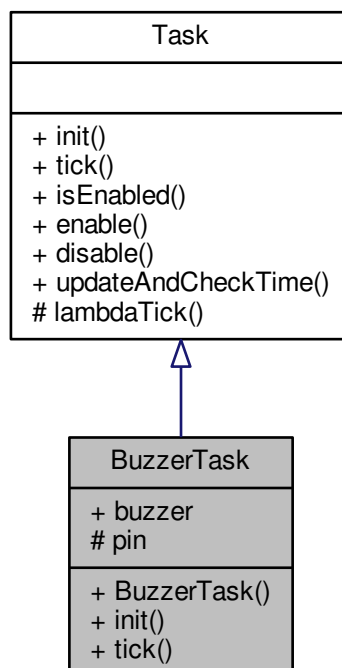 Task
+ init()
+ tick()
+ isEnabled()
+ enable()
+ disable()
+ updateAndCheckTime()
# lambdaTick()
BuzzerTask
+ buzzer
# pin
+ BuzzerTask()
+ init()
+ tick()